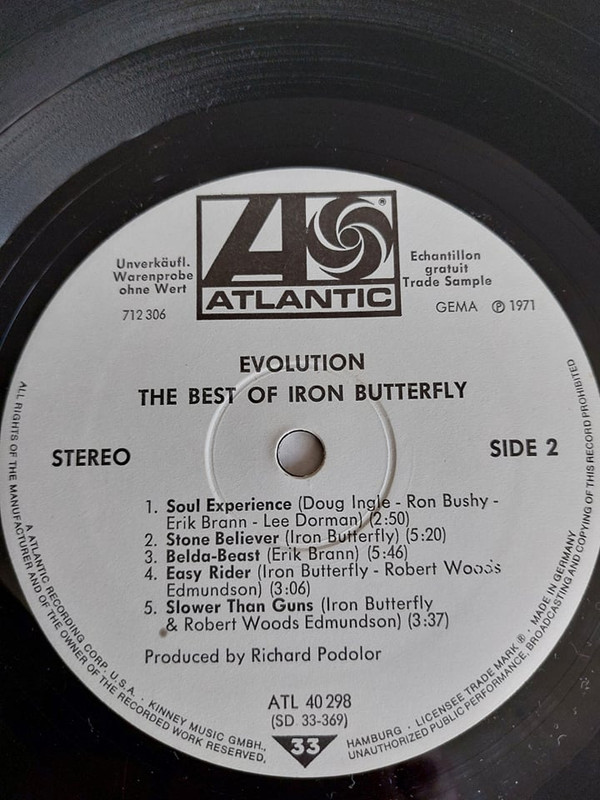 Unverkäufl.
Warenprobe
ohne Wert
712 306
ATLANTIC
®
Echantillon
gratuit
Trade Sample
GEMA ℗ 1971
EVOLUTION
THE BEST OF IRON BUTTERFLY
STEREO
SIDE 2
1. Soul Experience (Doug Ingle - Ron Bushy -
Erik Brann - Lee Dorman) (2:50)
2. Stone Believer (Iron Butterfly) (5:20)
3. Belda-Beast (Erik Brann) (5:46)
4. Easy Rider (Iron Butterfly - Robert Woods
Edmundson) (3:06)
5. Slower Than Guns (Iron Butterfly
& Robert Woods Edmundson) (3:37)
Produced by Richard Podolor
ATL 40 298
(SD 33-369)
33
ALL RIGHTS OF THE MANUFACTURER AND OF THE OWNER OF THE RECORDED WORK RESERVED,
UNAUTHORIZED PUBLIC PERFORMANCE, BROADCASTING AND COPYING OF THIS RECORD PROHIBITED
A ATLANTIC RECORDING CORP. U.S.A. · KINNEY MUSIC GMBH.,
HAMBURG · LICENSEE TRADE MARK ® · MADE IN GERMANY